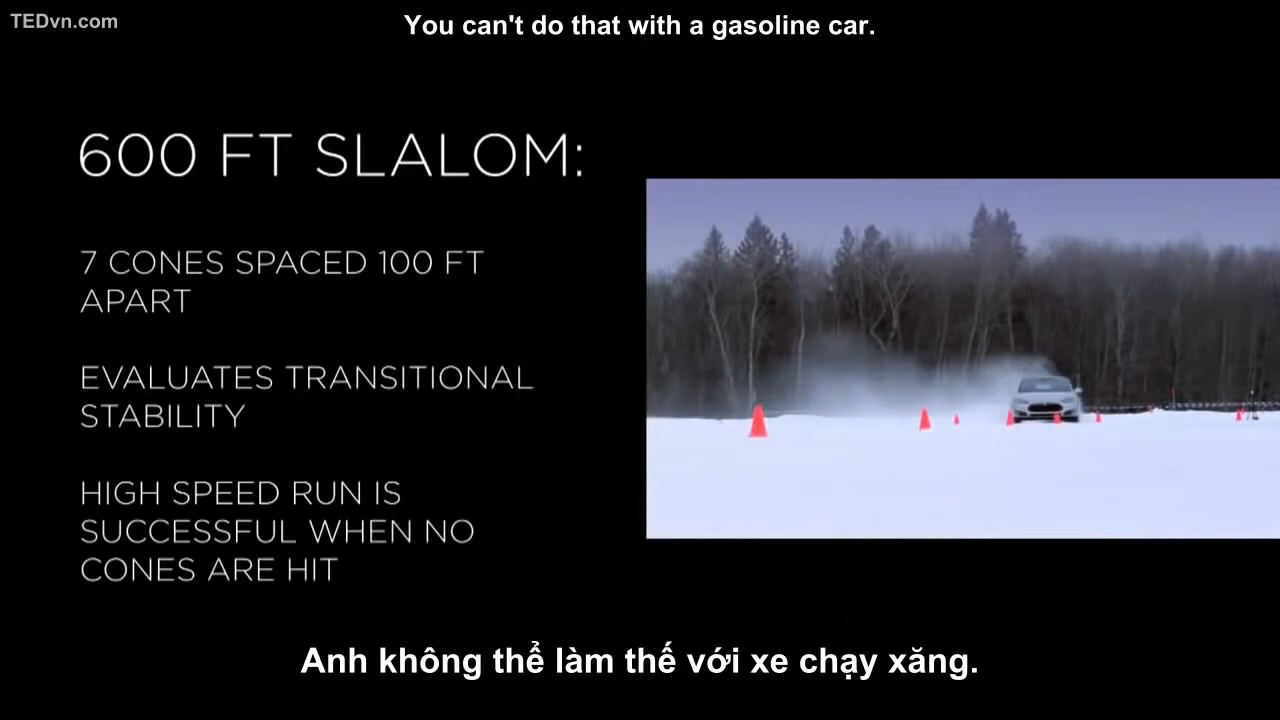 TEDvn.com
You can't do that with a gasoline car.
600 FT SLALOM:
7 CONES SPACED 100 FT
APART
EVALUATES TRANSITIONAL
STABILITY
HIGH SPEED RUN IS
SUCCESSFUL WHEN NO
CONES ARE HIT
Anh không thể làm thế với xe chạy xăng.